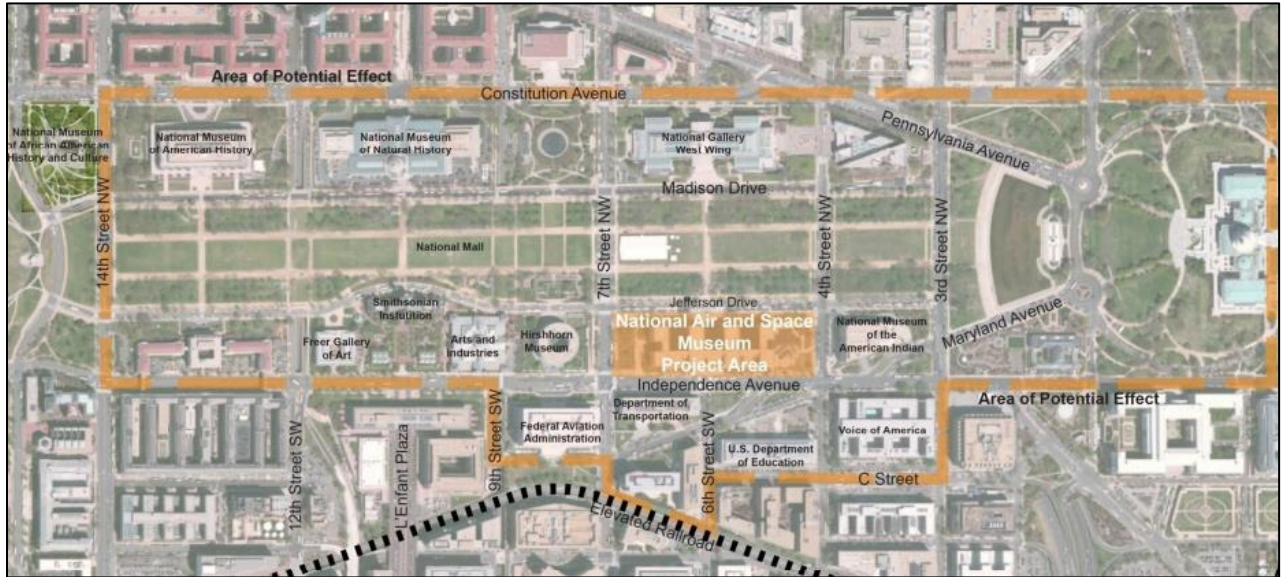 Area of Potential Effect
Constitution Avenue
Pennsylvania Avenue
National Museum
of African American
History and Culture
National Museum
of American History
National Museum
of Natural History
National Gallery
West Wing
Madison Drive
14th Street NW
National Mall
7th Street NW
4th Street NW
3rd Street NW
Jefferson Drive
Maryland Avenue
Smithsonian
Institution
Freer Gallery
of Art
Arts and
Industries
Hirshhorn
Museum
National Air and Space
Museum
Project Area
National Museum
of the
American Indian
Independence Avenue
Area of Potential Effect
12th Street SW
L'Enfant Plaza
9th Street SW
Federal Aviation
Administration
Department of
Transportation
6th Street SW
U.S. Department
of Education
Voice of America
C Street
Elevated Railroad